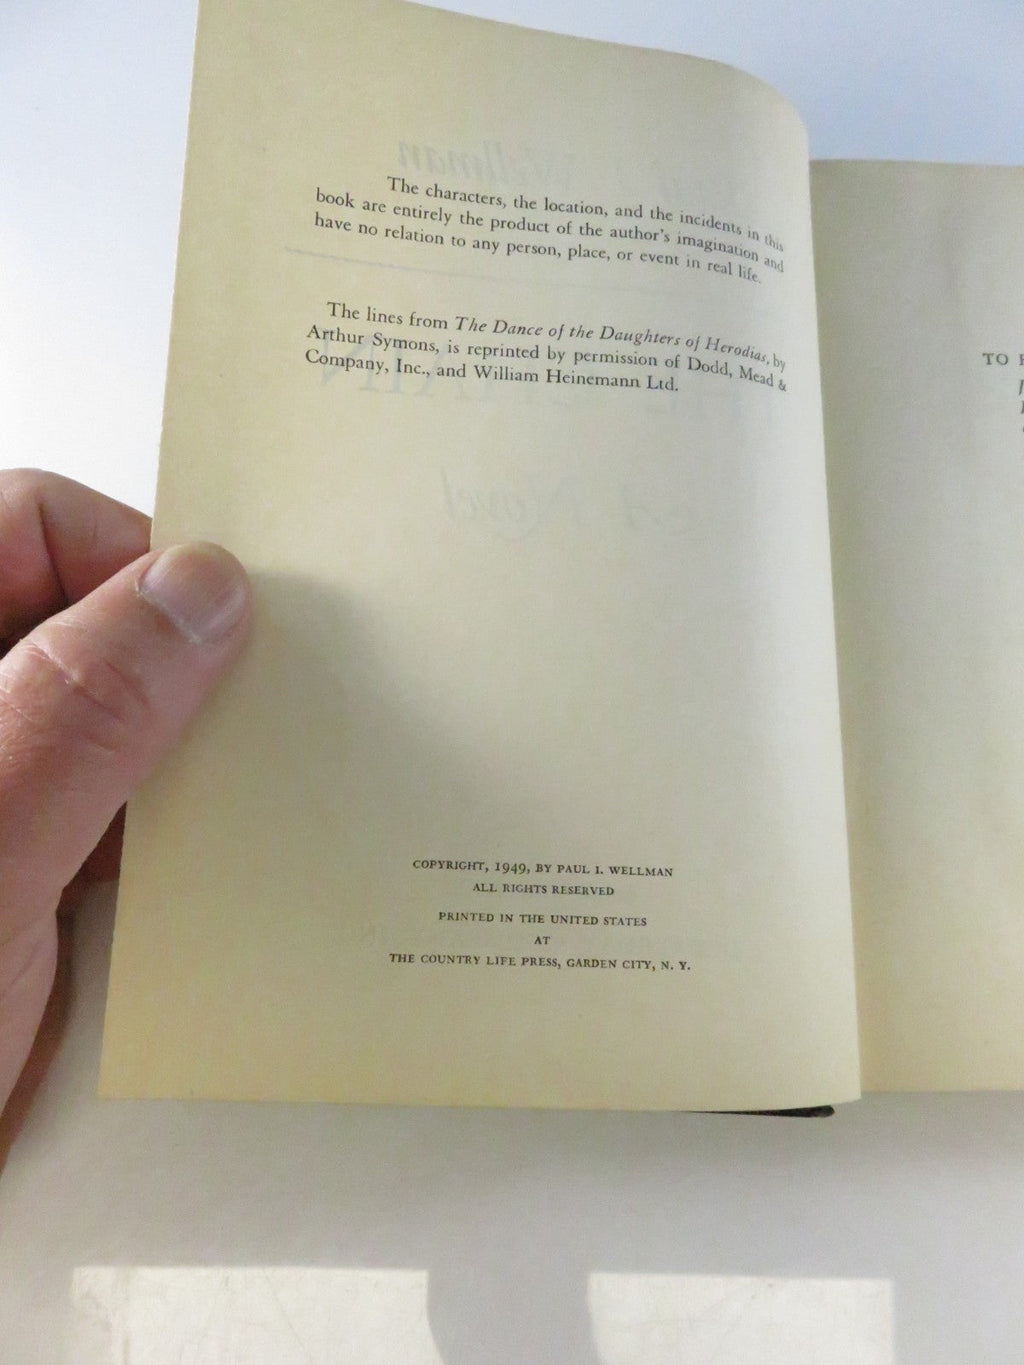 The characters, the location, and the incidents in this
book are entirely the product of the author's imagination and
have no relation to any person, place, or event in real life.
The lines from The Dance of the Daughters of Herodias, by
Arthur Symons, is reprinted by permission of Dodd, Mead &
Company, Inc., and William Heinemann Ltd.
COPYRIGHT, 1949, BY PAUL I. WELLMAN
ALL RIGHTS RESERVED
PRINTED IN THE UNITED STATES
AT
THE COUNTRY LIFE PRESS, GARDEN CITY, N. Y.
TO